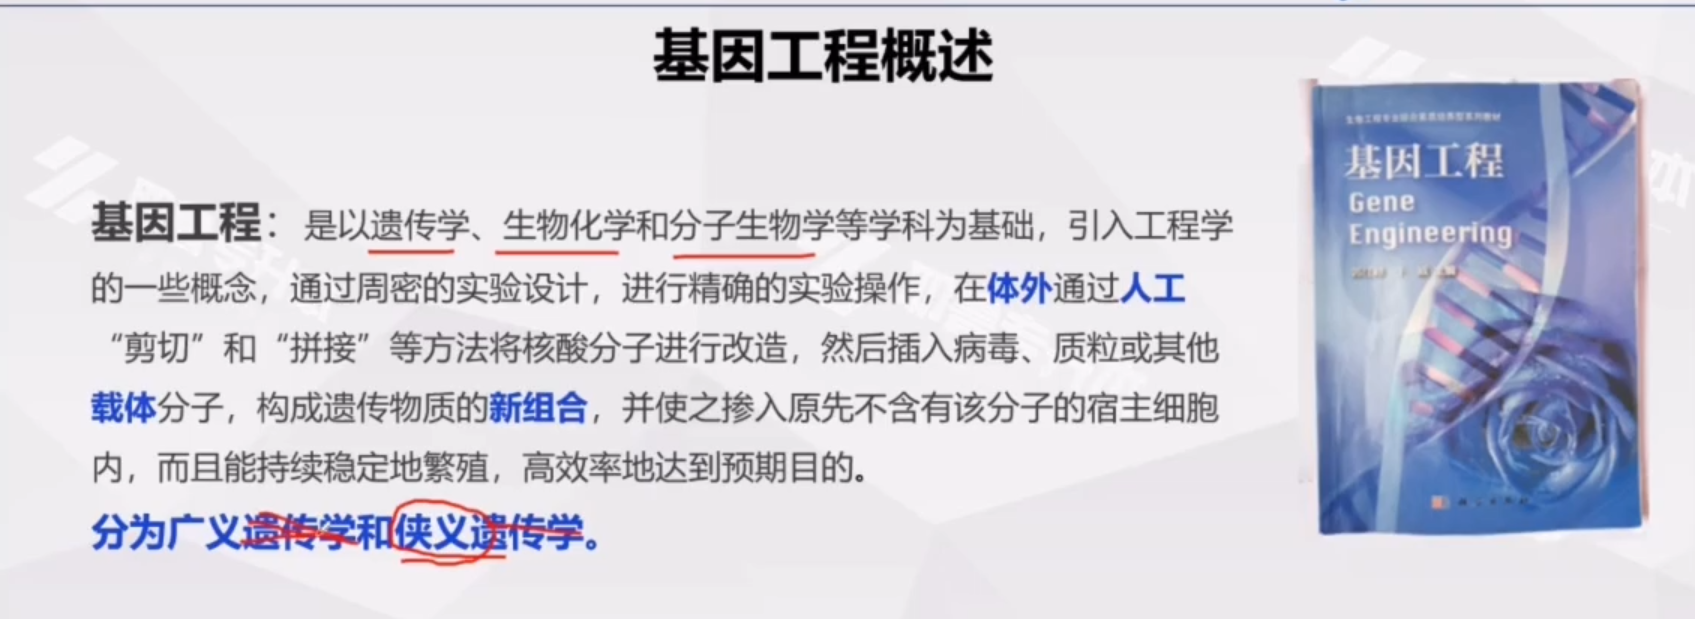 基因工程概述
基因工程：是以遗传学、生物化学和分子生物学等学科为基础，引入工程学
的一些概念，通过周密的实验设计，进行精确的实验操作，在体外通过人工
“剪切”和“拼接”等方法将核酸分子进行改造，然后插入病毒、质粒或其他
载体分子，构成遗传物质的新组合，并使之掺入原先不含有该分子的宿主细胞
内，而且能持续稳定地繁殖，高效率地达到预期目的。
分为广义遗传学和侠义遗传学。
基因工程
Gene
Engineering